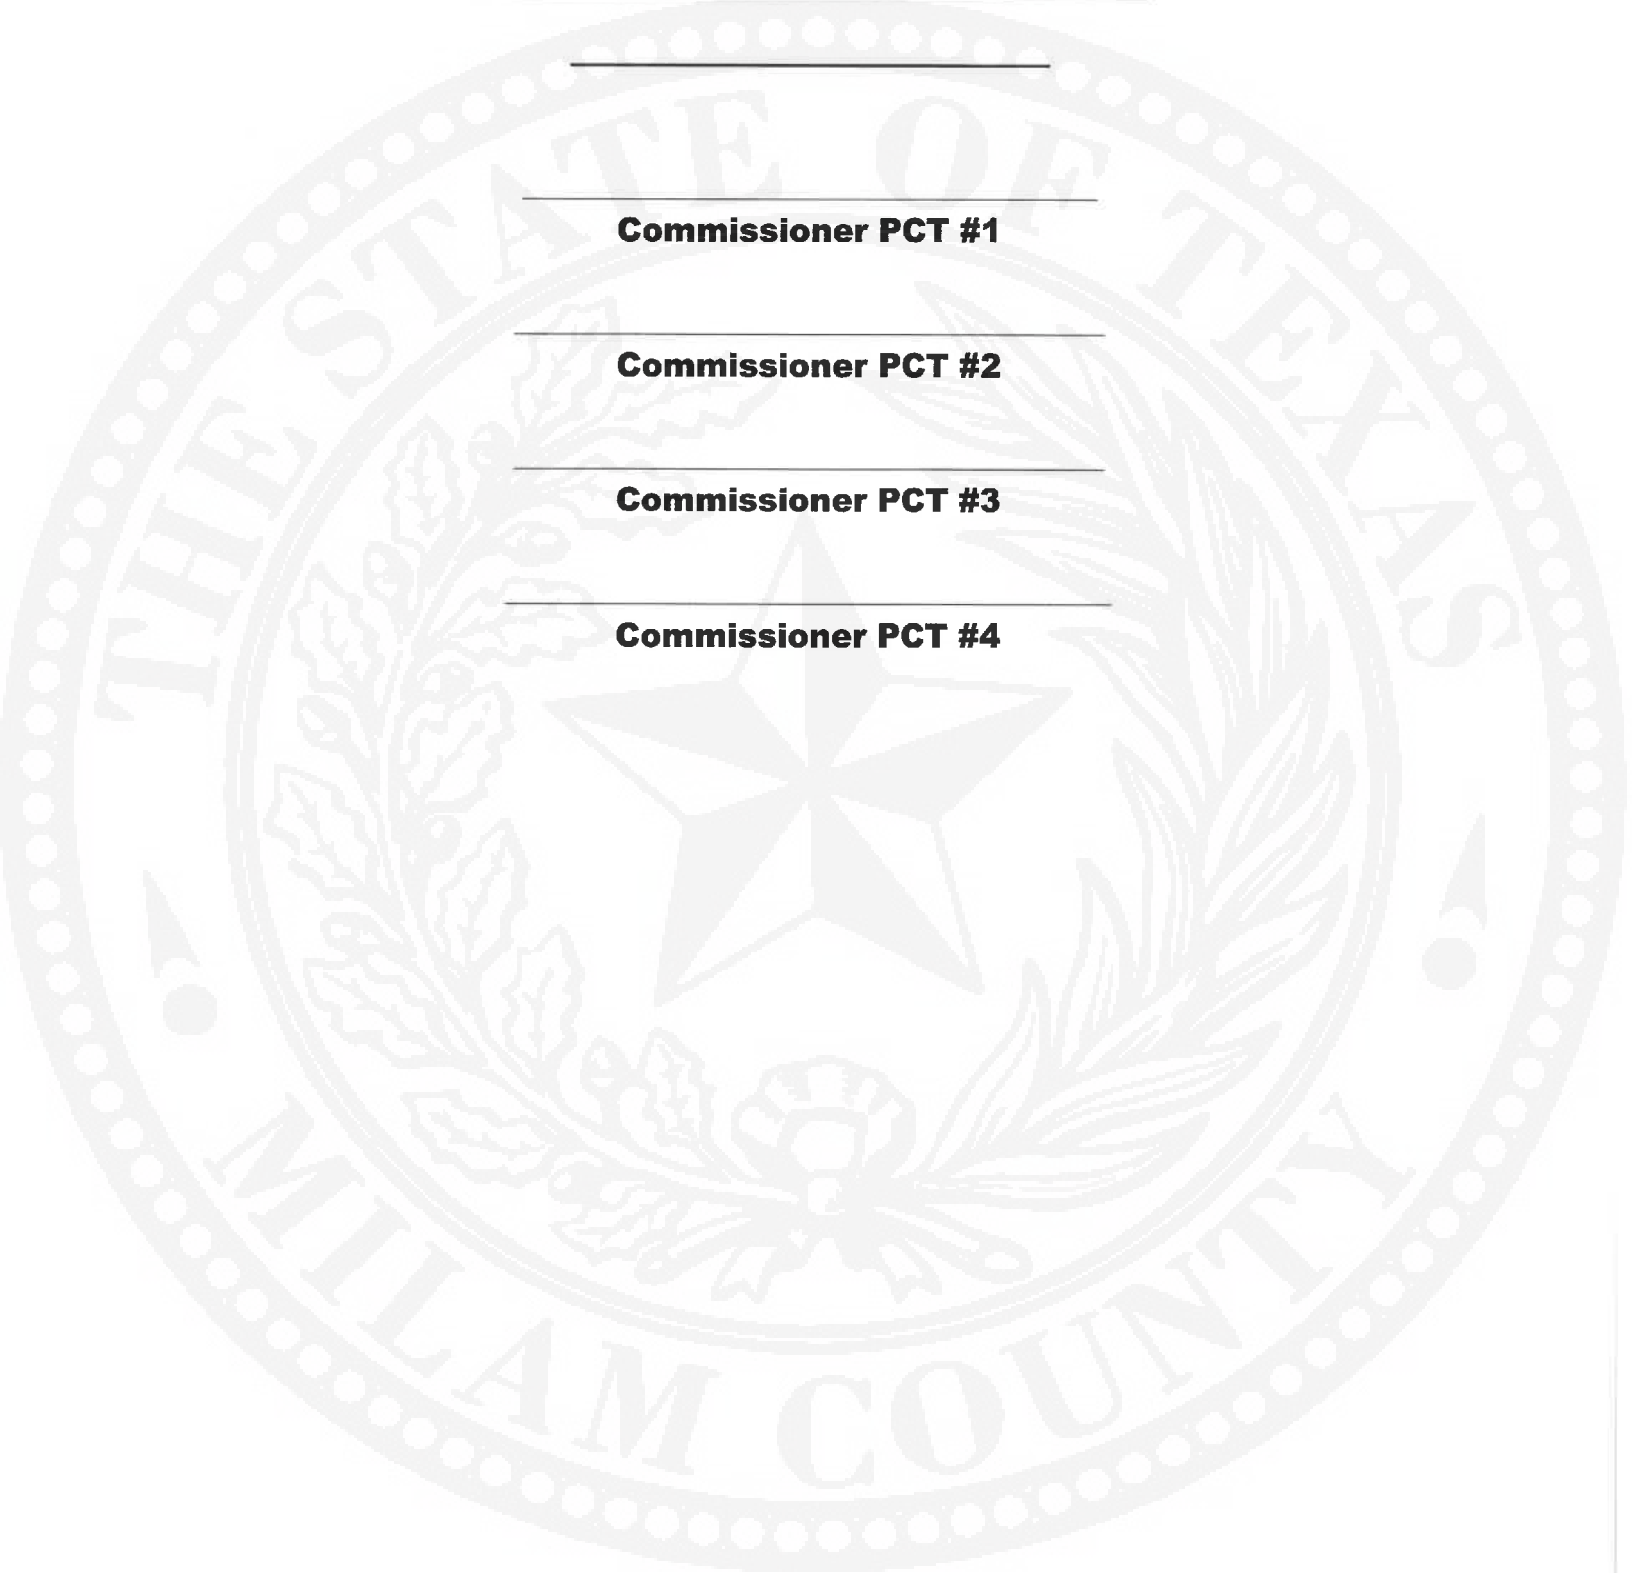 Commissioner PCT #1
Commissioner PCT #2
Commissioner PCT #3
Commissioner PCT #4
THE STATE OF TEXAS
MILAM COUNTY